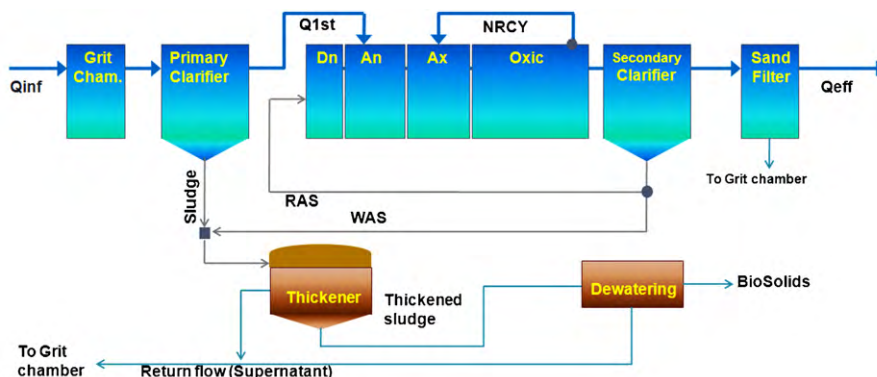 Q1st
NRCY
Grit
Cham.
Primary
Clarifier
Dn
An
Ax
Oxic
Secondary
Clarifier
Sand
Filter
Qinf
Qeff
To Grit chamber
Sludge
RAS
WAS
Thickener
Thickened
sludge
Dewatering
BioSolids
To Grit
chamber
Return flow (Supernatant)